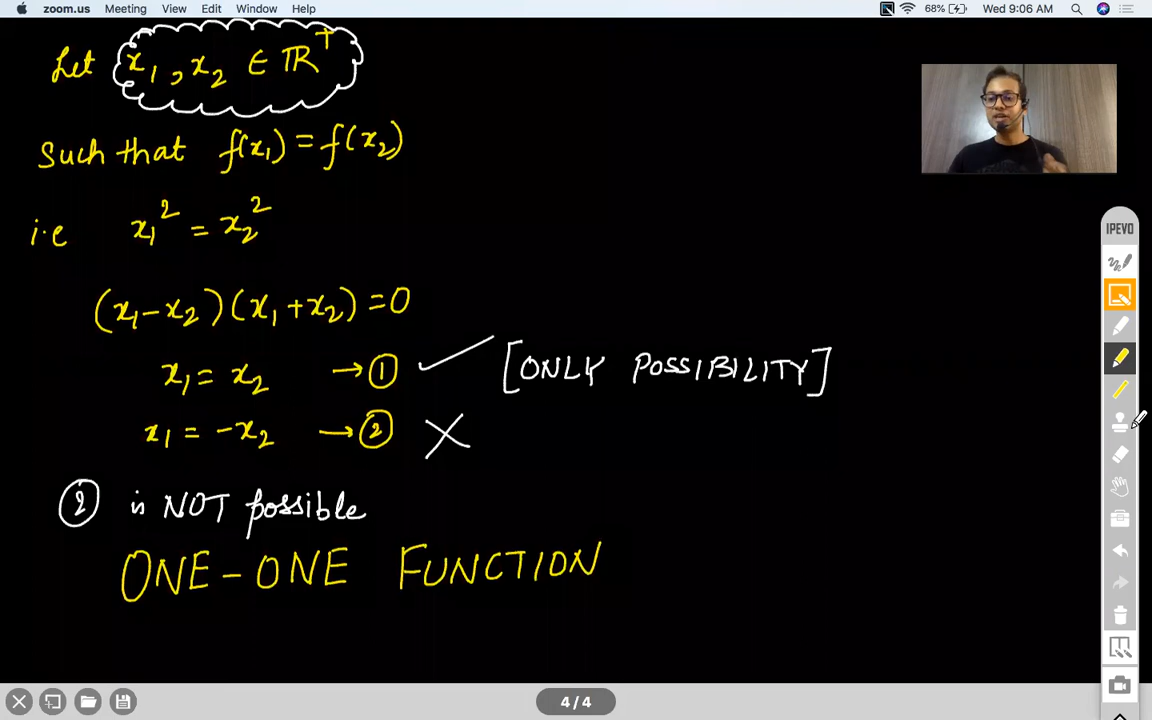 zoom.us Meeting View Edit Window Help 68% Wed 9:06 AM
Let x₁, x₂ ∈ ℝ⁺
Such that f(x₁) = f(x₂)
i.e x₁² = x₂²
(x₁ - x₂)(x₁ + x₂) = 0
x₁ = x₂ → ① ✓ [ONLY POSSIBILITY]
x₁ = -x₂ → ② ✗
② is NOT possible
ONE-ONE FUNCTION
IPEVO
4/4